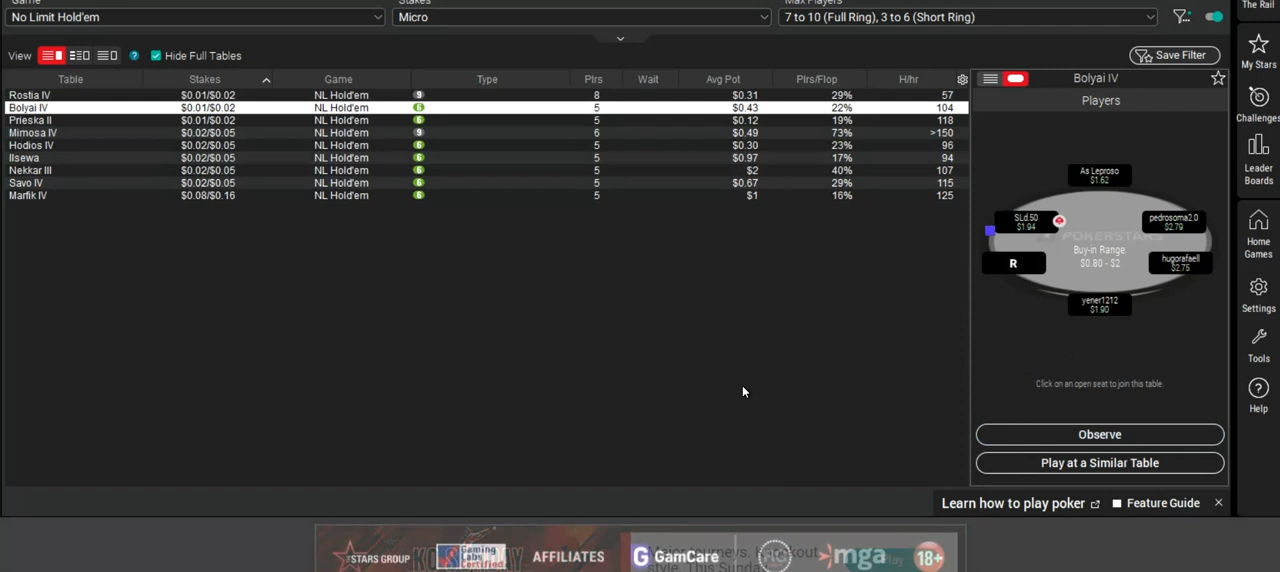 Game Stakes Max Players The Rail
No Limit Hold'em Micro 7 to 10 (Full Ring), 3 to 6 (Short Ring)
View ? Hide Full Tables Save Filter
Table Stakes Game Type Plrs Wait Avg Pot Plrs/Flop H/hr
Rostia IV $0.01/$0.02 NL Hold'em 9 8 $0.31 29% 57
Bolyai IV $0.01/$0.02 NL Hold'em 6 5 $0.43 22% 104
Prieska II $0.01/$0.02 NL Hold'em 6 5 $0.12 19% 118
Mimosa IV $0.02/$0.05 NL Hold'em 9 6 $0.49 73% >150
Hodios IV $0.02/$0.05 NL Hold'em 6 5 $0.30 23% 96
Ilsewa $0.02/$0.05 NL Hold'em 6 5 $0.97 17% 94
Nekkar III $0.02/$0.05 NL Hold'em 6 5 $2 40% 107
Savo IV $0.02/$0.05 NL Hold'em 6 5 $0.67 29% 115
Marfik IV $0.08/$0.16 NL Hold'em 6 5 $1 16% 125
Bolyai IV
Players
As Leproso
$1.62
SLd.50
$1.94
pedrosoma2.0
$2.79
POKERSTARS
Buy-in Range:
$0.80 - $2
R
hugorafaell
$2.75
yener1212
$1.90
Click on an open seat to join this table.
Observe
Play at a Similar Table
Learn how to play poker Feature Guide
My Stars
Challenges
Leader
Boards
Home
Games
Settings
Tools
Help
THE STARS GROUP
Gaming
Labs
Certified
AFFILIATES
GamCare
mga
18+
Knockout
style. This Sunday